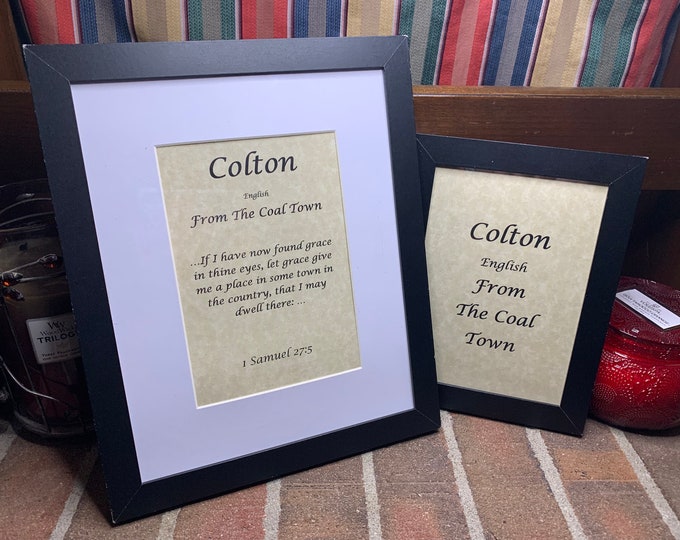 Colton
English
From The Coal Town
...If I have now found grace
in thine eyes, let grace give
me a place in some town in
the country, that I may
dwell there: ...
1 Samuel 27:5
Colton
English
From
The Coal
Town
TRILOGY